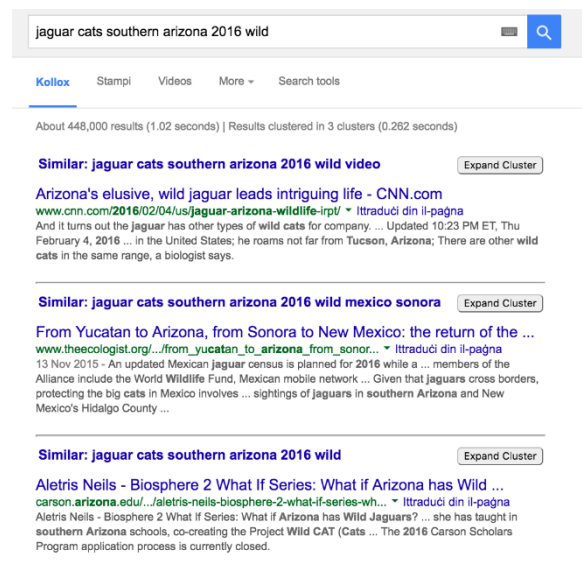 jaguar cats southern arizona 2016 wild
Kollox Stampi Videos More Search tools
About 448,000 results (1.02 seconds) | Results clustered in 3 clusters (0.262 seconds)
Similar: jaguar cats southern arizona 2016 wild video Expand Cluster
Arizona's elusive, wild jaguar leads intriguing life - CNN.com
www.cnn.com/2016/02/04/us/jaguar-arizona-wildlife-irpt/ Ittraduċi din il-paġna
And it turns out the jaguar has other types of wild cats for company. ... Updated 10:23 PM ET, Thu
February 4, 2016 ... in the United States; he roams not far from Tucson, Arizona; There are other wild
cats in the same range, a biologist says.
Similar: jaguar cats southern arizona 2016 wild mexico sonora Expand Cluster
From Yucatan to Arizona, from Sonora to New Mexico: the return of the ...
www.theecologist.org/.../from_yucatan_to_arizona_from_sonor... Ittraduċi din il-paġna
13 Nov 2015 - An updated Mexican jaguar census is planned for 2016 while a ... members of the
Alliance include the World Wildlife Fund, Mexican mobile network ... Given that jaguars cross borders,
protecting the big cats in Mexico involves ... sightings of jaguars in southern Arizona and New
Mexico's Hidalgo County ...
Similar: jaguar cats southern arizona 2016 wild Expand Cluster
Aletris Neils - Biosphere 2 What If Series: What if Arizona has Wild ...
carson.arizona.edu/.../aletris-neils-biosphere-2-what-if-series-wh... Ittraduċi din il-paġna
Aletris Neils - Biosphere 2 What If Series: What if Arizona has Wild Jaguars? ... she has taught in
southern Arizona schools, co-creating the Project Wild CAT (Cats ... The 2016 Carson Scholars
Program application process is currently closed.